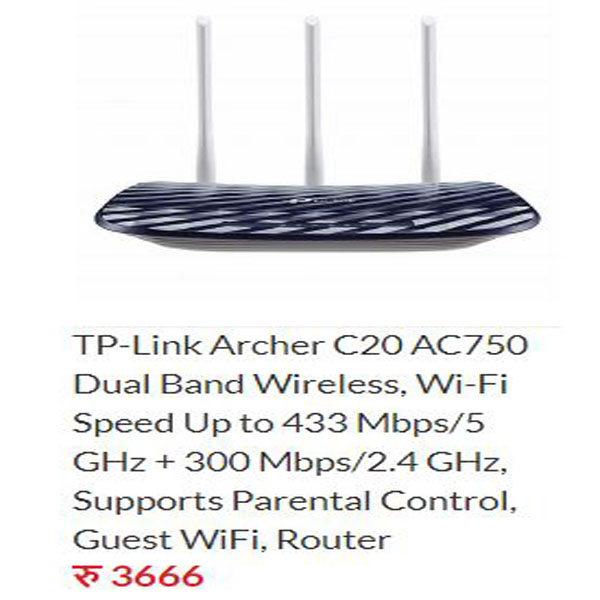 TP-Link Archer C20 AC750
Dual Band Wireless, Wi-Fi
Speed Up to 433 Mbps/5
GHz + 300 Mbps/2.4 GHz,
Supports Parental Control,
Guest WiFi, Router
रु 3666